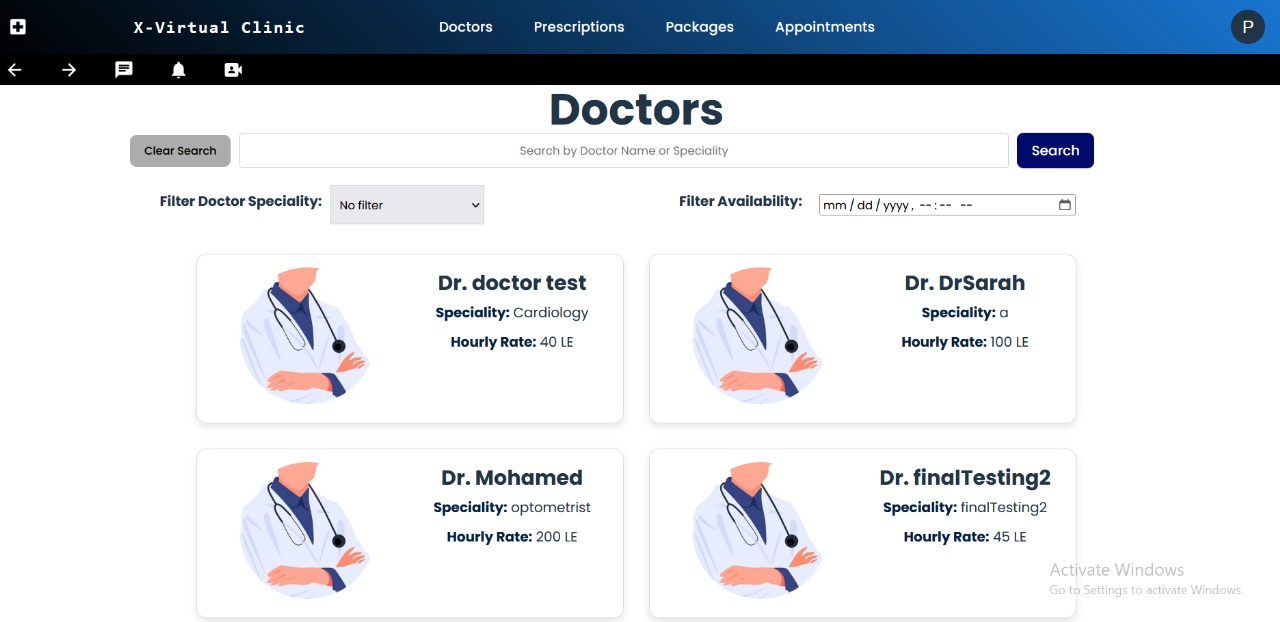 X-Virtual Clinic Doctors Prescriptions Packages Appointments P
Doctors
Clear Search Search by Doctor Name or Speciality Search
Filter Doctor Speciality: No filter Filter Availability: mm/dd/yyyy, --:-- --
Dr. doctor test
Speciality: Cardiology
Hourly Rate: 40 LE
Dr. DrSarah
Speciality: a
Hourly Rate: 100 LE
Dr. Mohamed
Speciality: optometrist
Hourly Rate: 200 LE
Dr. finalTesting2
Speciality: finalTesting2
Hourly Rate: 45 LE
Activate Windows
Go to Settings to activate Windows.